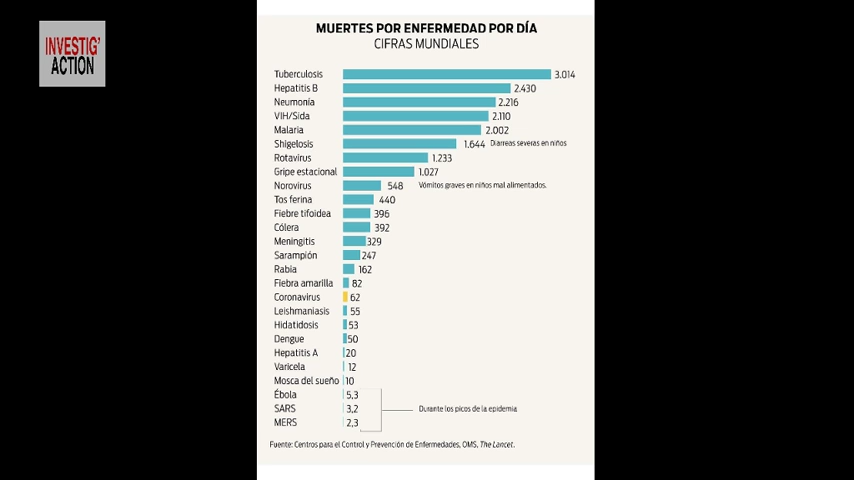 INVESTIG'
ACTION
MUERTES POR ENFERMEDAD POR DÍA
CIFRAS MUNDIALES
Tuberculosis 3.014
Hepatitis B 2.430
Neumonía 2.216
VIH/Sida 2.110
Malaria 2.002
Shigelosis 1.644 Diarreas severas en niños
Rotavirus 1.233
Gripe estacional 1.027
Norovirus 548 Vómitos graves en niños mal alimentados.
Tos ferina 440
Fiebre tifoidea 396
Cólera 392
Meningitis 329
Sarampión 247
Rabia 162
Fiebra amarilla 82
Coronavirus 62
Leishmaniasis 55
Hidatidosis 53
Dengue 50
Hepatitis A 20
Varicela 12
Mosca del sueño 10
Ébola 5,3
SARS 3,2 Durante los picos de la epidemia
MERS 2,3
Fuente: Centros para el Control y Prevención de Enfermedades, OMS, The Lancet.